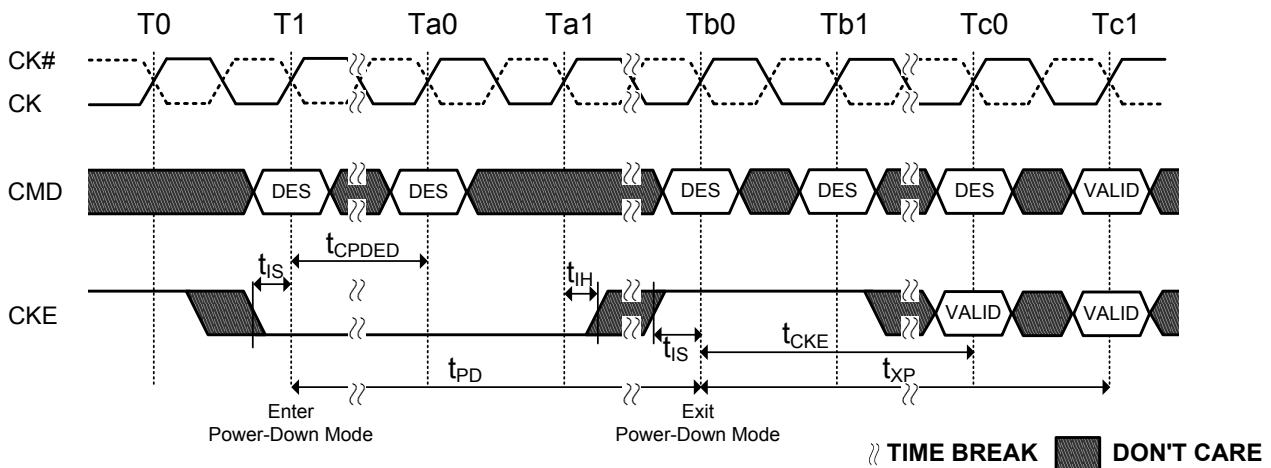 T0 T1 Ta0 Ta1 Tb0 Tb1 Tc0 Tc1
CK#
CK
CMD DES DES DES DES DES VALID
tIS tCPDED tIH
CKE VALID VALID
tIS tCKE
tPD tXP
Enter
Power-Down Mode
Exit
Power-Down Mode
TIME BREAK DON'T CARE